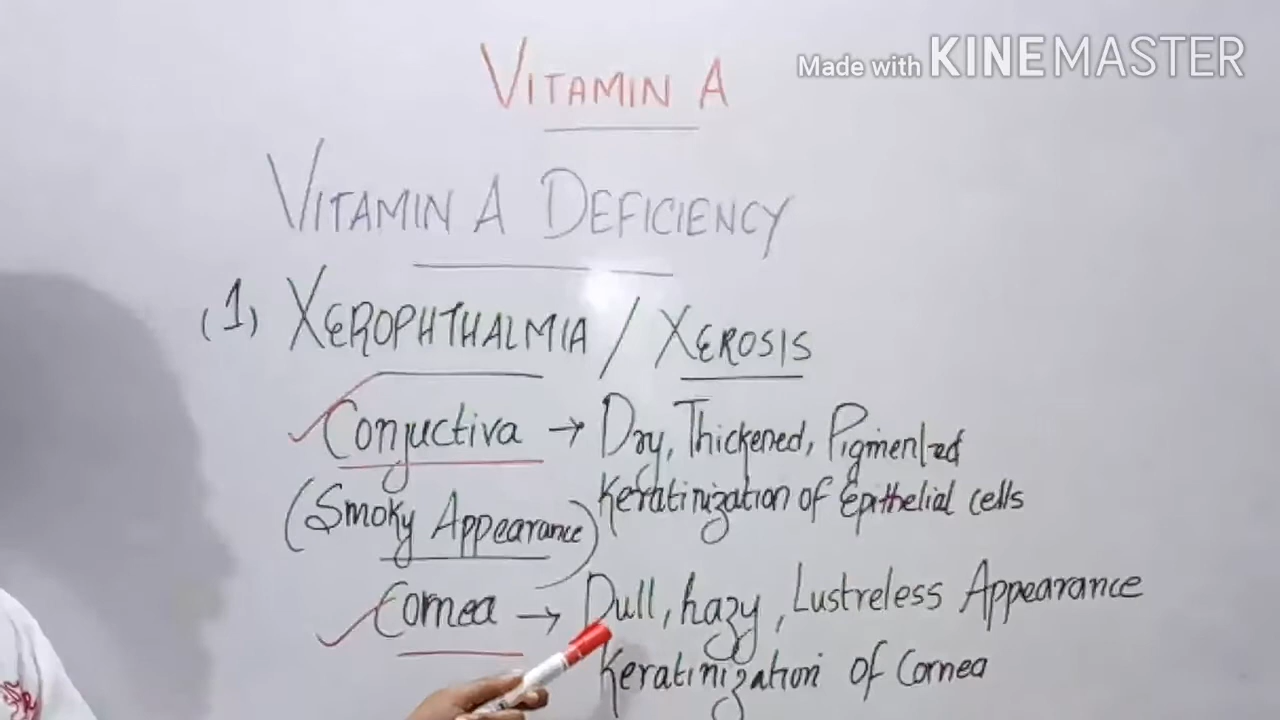 Made with KINEMASTER
VITAMIN A
VITAMIN A DEFICIENCY
(1) XEROPHTHALMIA / XEROSIS
Conjuctiva → Dry, Thickened, Pigmented
Keratinization of Epithelial cells
(Smoky Appearance)
Cornea → Dull, hazy, Lustreless Appearance
Keratinization of Cornea